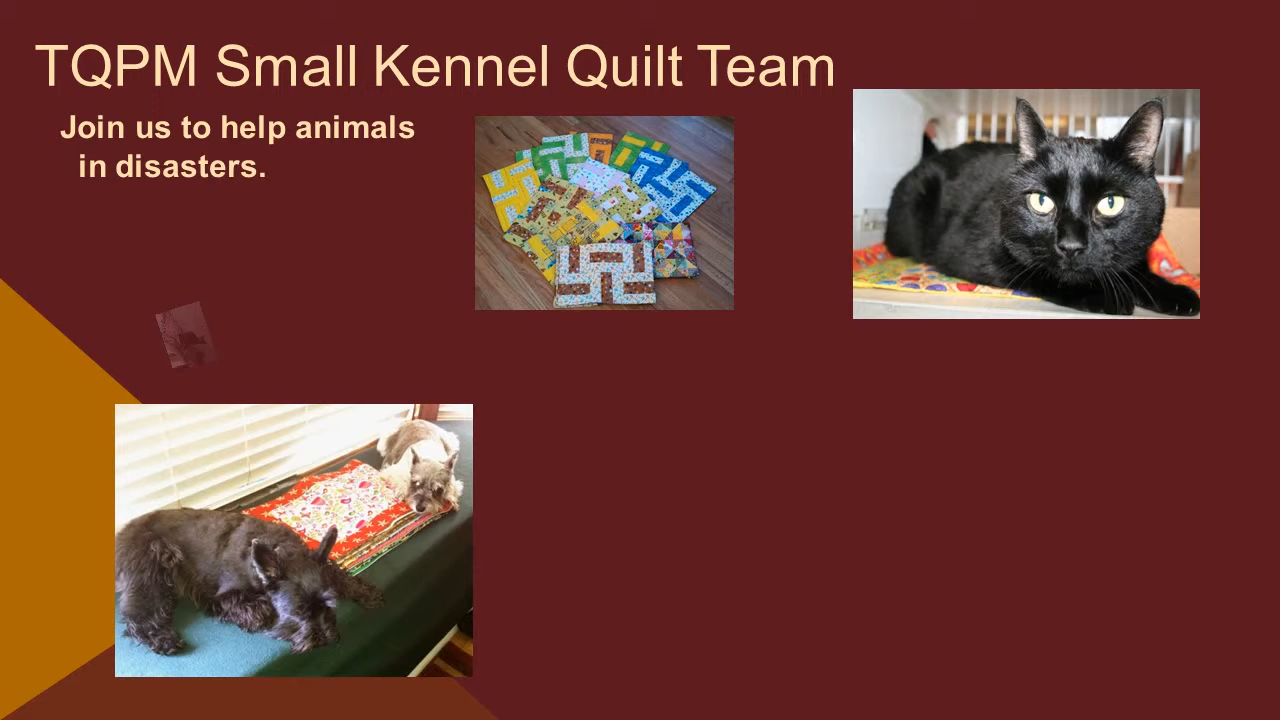 TQPM Small Kennel Quilt Team
Join us to help animals
in disasters.